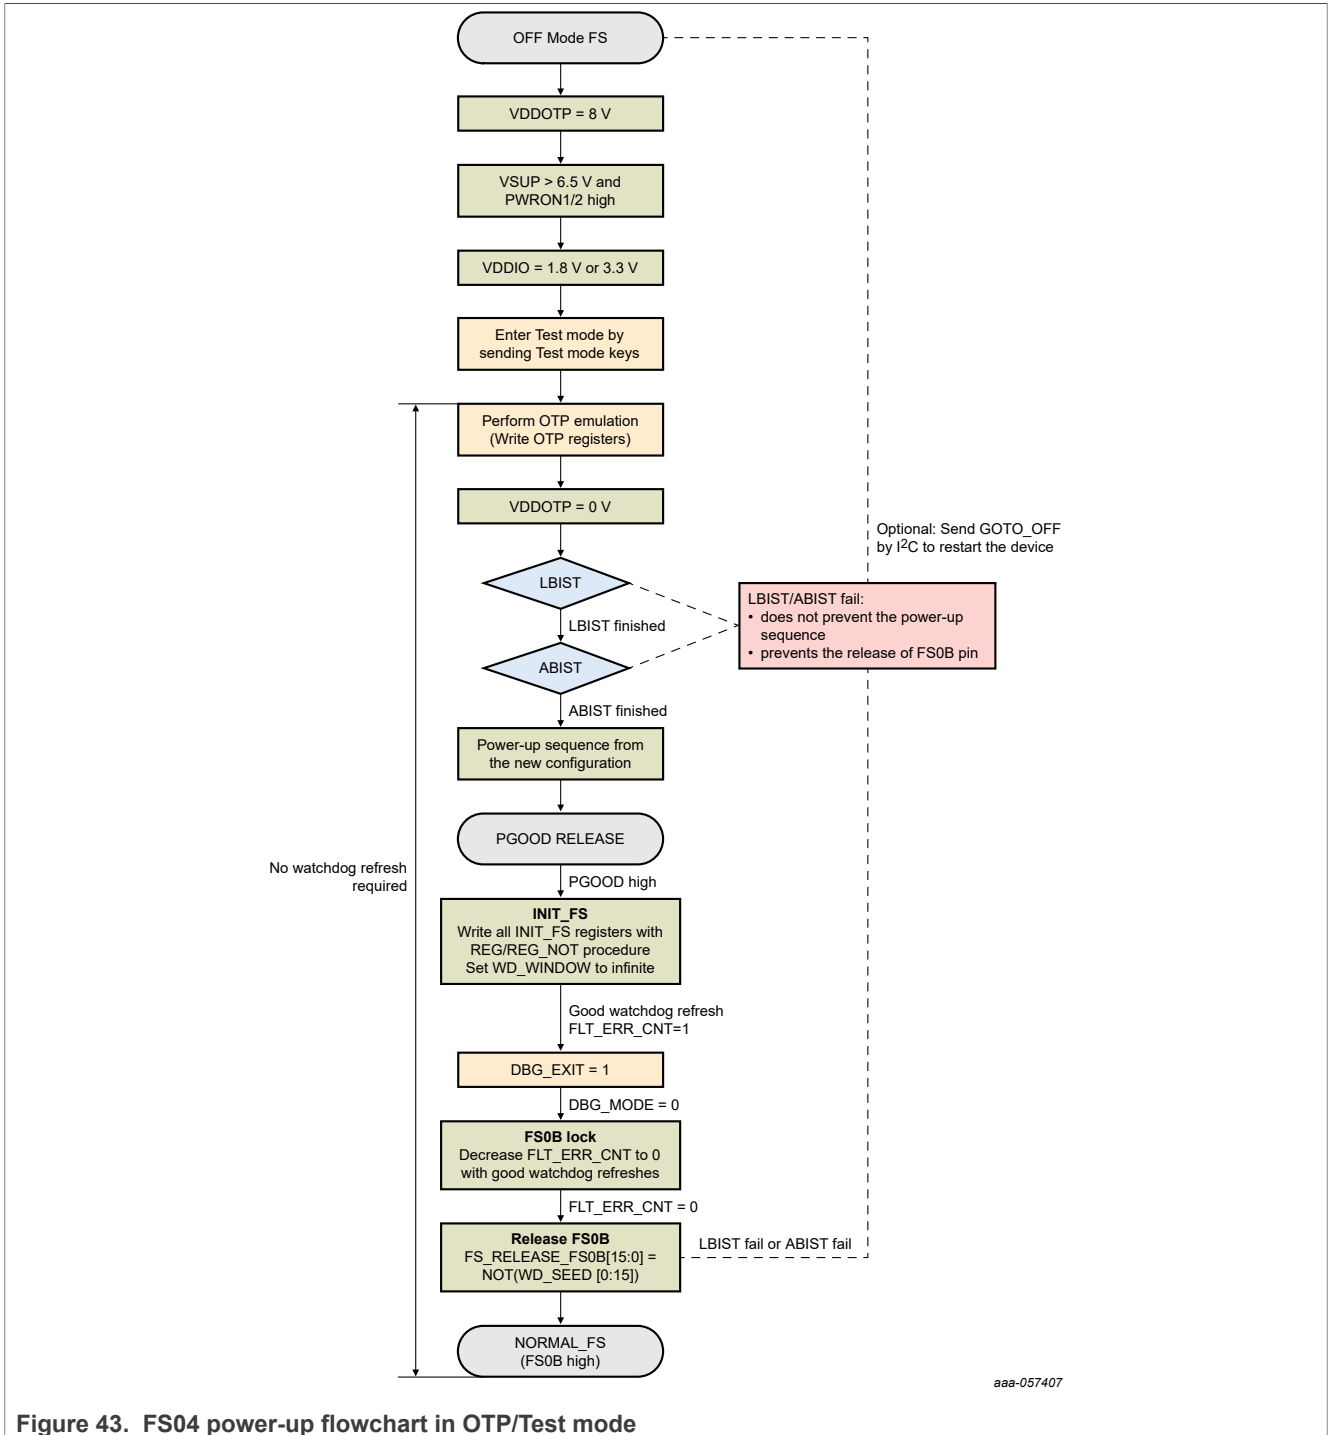 OFF Mode FS
VDDOTP = 8 V
VSUP > 6.5 V and
PWRON1/2 high
VDDIO = 1.8 V or 3.3 V
Enter Test mode by
sending Test mode keys
Perform OTP emulation
(Write OTP registers)
VDDOTP = 0 V
Optional: Send GOTO_OFF
by I2C to restart the device
LBIST
LBIST/ABIST fail:
• does not prevent the power-up
sequence
• prevents the release of FS0B pin
LBIST finished
ABIST
ABIST finished
Power-up sequence from
the new configuration
PGOOD RELEASE
No watchdog refresh
required
PGOOD high
INIT_FS
Write all INIT_FS registers with
REG/REG_NOT procedure
Set WD_WINDOW to infinite
Good watchdog refresh
FLT_ERR_CNT=1
DBG_EXIT = 1
DBG_MODE = 0
FS0B lock
Decrease FLT_ERR_CNT to 0
with good watchdog refreshes
FLT_ERR_CNT = 0
Release FS0B
FS_RELEASE_FS0B[15:0] =
NOT(WD_SEED [0:15])
LBIST fail or ABIST fail
NORMAL_FS
(FS0B high)
aaa-057407
Figure 43. FS04 power-up flowchart in OTP/Test mode